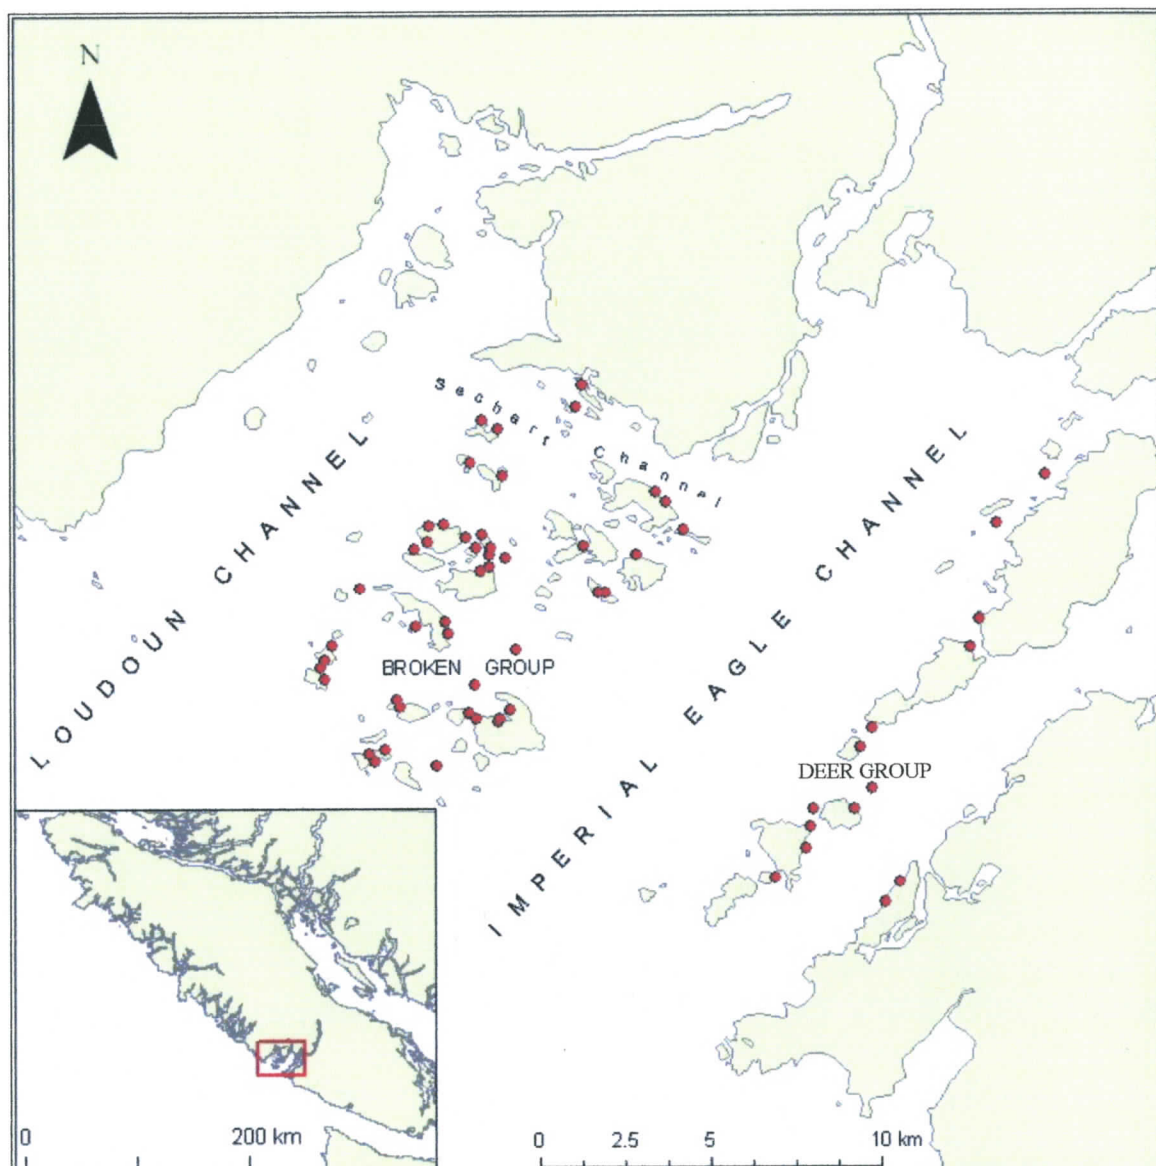 N
Sechart Channel
LOUDOUN CHANNEL
IMPERIAL EAGLE CHANNEL
BROKEN GROUP
DEER GROUP
0 200 km
0 2.5 5 10 km